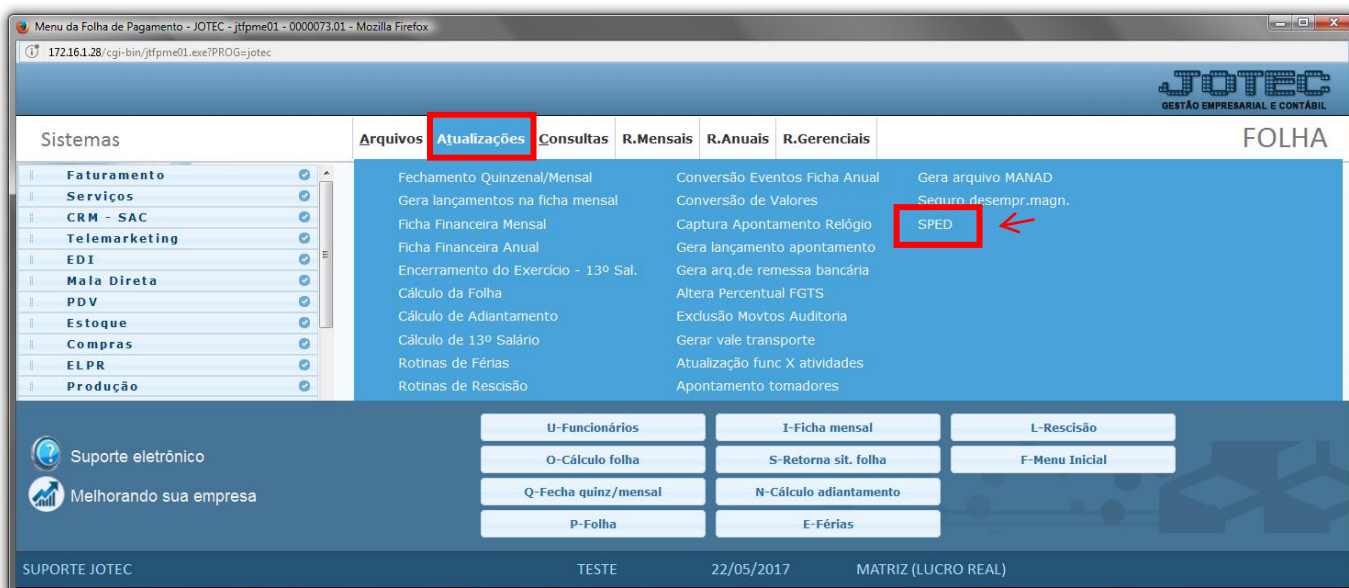 Menu da Folha de Pagamento - JOTEC - jtfpme01 - 0000073.01 - Mozilla Firefox
172.16.1.28/cgi-bin/jtfpme01.exe?PROG=jotec
JOTEC
GESTÃO EMPRESARIAL E CONTÁBIL
Sistemas
Arquivos Atualizações Consultas R.Mensais R.Anuais R.Gerenciais
FOLHA
Faturamento
Serviços
CRM - SAC
Telemarketing
EDI
Mala Direta
PDV
Estoque
Compras
ELPR
Produção
Fechamento Quinzenal/Mensal
Gera lançamentos na ficha mensal
Ficha Financeira Mensal
Ficha Financeira Anual
Encerramento do Exercício - 13º Sal.
Cálculo da Folha
Cálculo de Adiantamento
Cálculo de 13º Salário
Rotinas de Férias
Rotinas de Rescisão
Conversão Eventos Ficha Anual
Conversão de Valores
Captura Apontamento Relógio
Gera lançamento apontamento
Gera arq.de remessa bancária
Altera Percentual FGTS
Exclusão Movtos Auditoria
Gerar vale transporte
Atualização func X atividades
Apontamento tomadores
Gera arquivo MANAD
Seguro desempr.magn.
SPED
Suporte eletrônico
Melhorando sua empresa
U-Funcionários I-Ficha mensal L-Rescisão
O-Cálculo folha S-Retorna sit. folha F-Menu Inicial
Q-Fecha quinz/mensal N-Cálculo adiantamento
P-Folha E-Férias
SUPORTE JOTEC TESTE 22/05/2017 MATRIZ (LUCRO REAL)